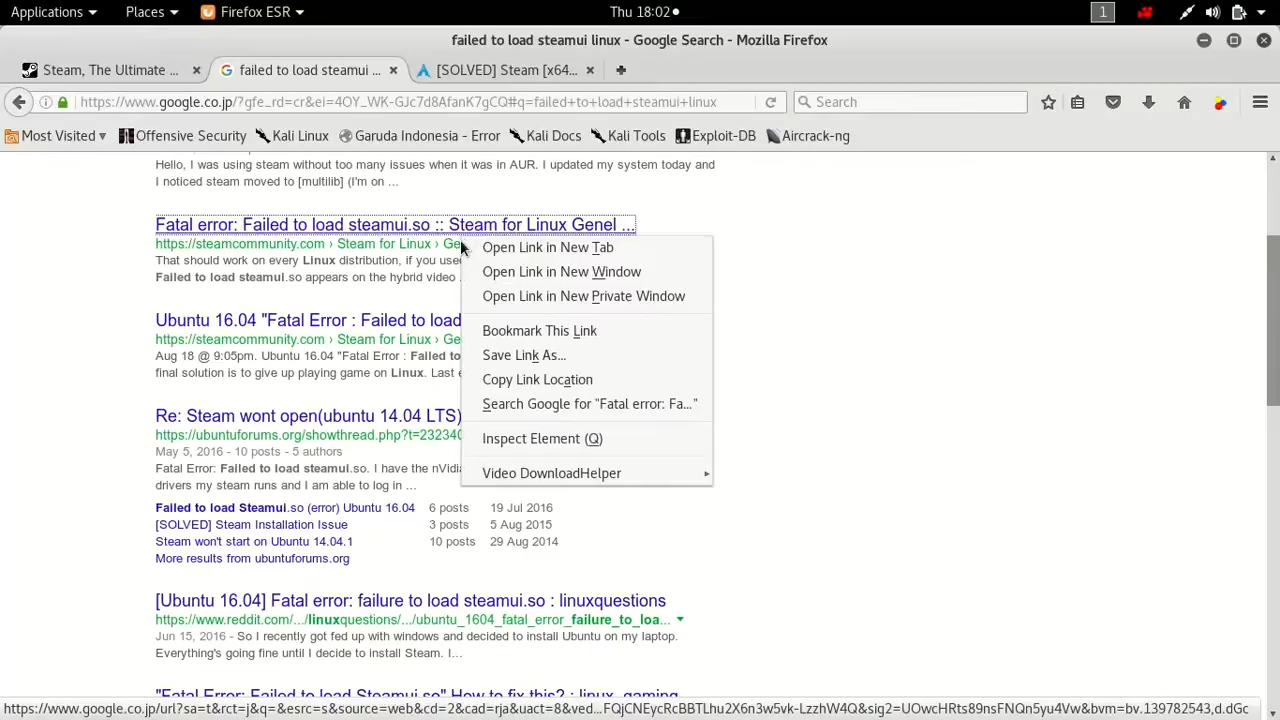 Applications Places Firefox ESR Thu 18:02 1
failed to load steamui linux - Google Search - Mozilla Firefox
Steam, The Ultimate ... failed to load steamui ... [SOLVED] Steam [x64...
https://www.google.co.jp/?gfe_rd=cr&ei=4OY_WK-GJc7d8AfanK7gCQ#q=failed+to+load+steamui+linux Search
Most Visited Offensive Security Kali Linux Garuda Indonesia - Error Kali Docs Kali Tools Exploit-DB Aircrack-ng
Hello, I was using steam without too many issues when it was in AUR. I updated my system today and
I noticed steam moved to [multilib] (I'm on ...
Fatal error: Failed to load steamui.so :: Steam for Linux Genel ...
https://steamcommunity.com › Steam for Linux › Ge
That should work on every Linux distribution, if you use
Failed to load steamui.so appears on the hybrid video
Open Link in New Tab
Open Link in New Window
Open Link in New Private Window
Bookmark This Link
Save Link As...
Copy Link Location
Search Google for "Fatal error: Fa..."
Inspect Element (Q)
Video DownloadHelper
Ubuntu 16.04 "Fatal Error : Failed to load
https://steamcommunity.com › Steam for Linux › Ge
Aug 18 @ 9:05pm. Ubuntu 16.04 "Fatal Error : Failed to
final solution is to give up playing game on Linux. Last e
Re: Steam wont open(ubuntu 14.04 LTS)
https://ubuntuforums.org/showthread.php?t=232340
May 5, 2016 - 10 posts - 5 authors
Fatal Error: Failed to load steamui.so. I have the nVidi
drivers my steam runs and I am able to log in ...
Failed to load Steamui.so (error) Ubuntu 16.04 6 posts 19 Jul 2016
[SOLVED] Steam Installation Issue 3 posts 5 Aug 2015
Steam won't start on Ubuntu 14.04.1 10 posts 29 Aug 2014
More results from ubuntuforums.org
[Ubuntu 16.04] Fatal error: failure to load steamui.so : linuxquestions
https://www.reddit.com/.../linuxquestions/.../ubuntu_1604_fatal_error_failure_to_loa...
Jun 15, 2016 - So I recently got fed up with windows and decided to install Ubuntu on my laptop.
Everything's going fine until I decide to install Steam. I...
"Fatal Error: Failed to load Steamui.so" How to fix this? : linux_gaming
https://www.google.co.jp/url?sa=t&rct=j&q=&esrc=s&source=web&cd=2&cad=rja&uact=8&ved...FQjCNEycRcBBTLhu2X6n3w5vk-LzzhW4Q&sig2=UOwcHRts89nsFNQn5yu4Vw&bvm=bv.139782543,d.dGc